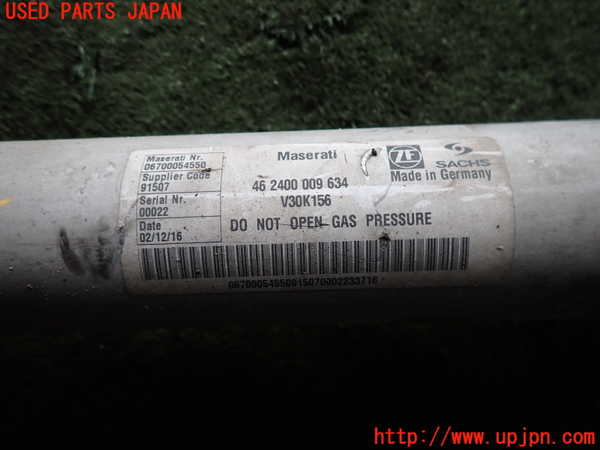 USED PARTS JAPAN
Maserati Nr.
06700054550
Supplier Code
91507
Serial Nr.
00022
Date
02/12/16
Maserati
46 2400 009 634
V30K156
DO NOT OPEN GAS PRESSURE
ZF
SACHS
Made in Germany
http://www.upjpn.com/